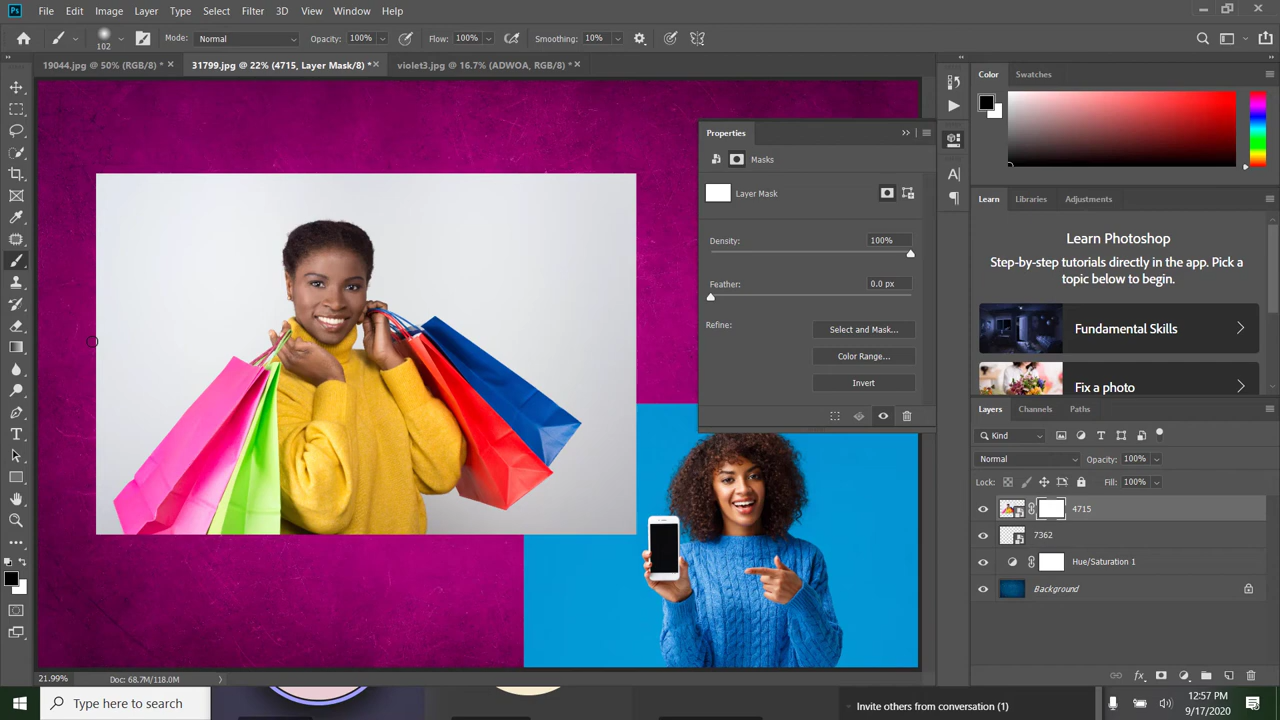 Ps File Edit Image Layer Type Select Filter 3D View Window Help
102 Mode: Normal Opacity: 100% Flow: 100% Smoothing: 10%
19044.jpg @ 50% (RGB/8) * × 31799.jpg @ 22% (4715, Layer Mask/8) * × violet3.jpg @ 16.7% (ADWOA, RGB/8) * ×
Color Swatches
Properties
Masks
Layer Mask
Density: 100%
Feather: 0.0 px
Refine:
Select and Mask...
Color Range...
Invert
Learn Libraries Adjustments
Learn Photoshop
Step-by-step tutorials directly in the app. Pick a
topic below to begin.
Fundamental Skills
Fix a photo
Layers Channels Paths
Kind
Normal Opacity: 100%
Lock: Fill: 100%
4715
7362
Hue/Saturation 1
Background
21.99% Doc: 68.7M/118.0M
Type here to search
Invite others from conversation (1)
12:57 PM
9/17/2020